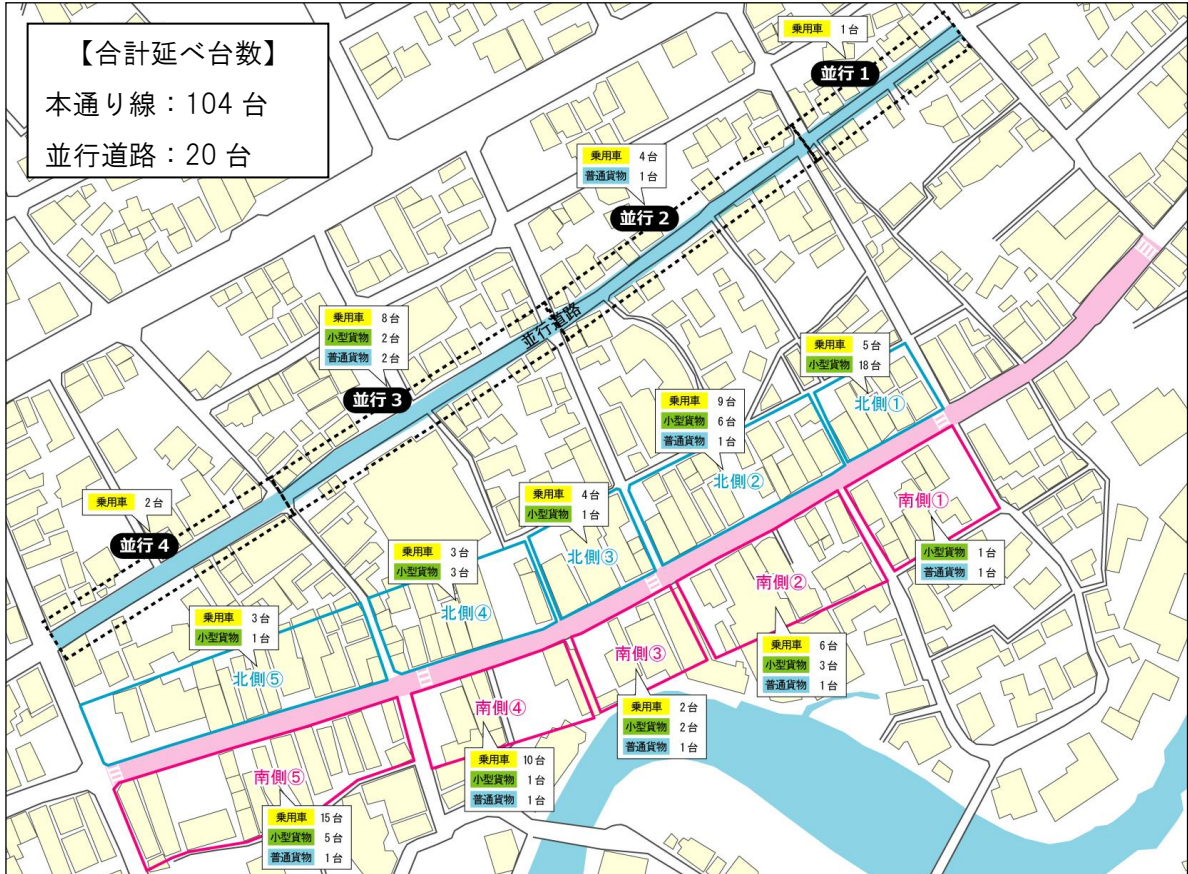 【合計延べ台数】
本通り線：104 台
並行道路：20 台
乗用車 1 台
並行 1
乗用車 4 台
普通貨物 1 台
並行 2
並行道路
乗用車 8 台
小型貨物 2 台
普通貨物 2 台
並行 3
乗用車 2 台
並行 4
乗用車 5 台
小型貨物 18 台
北側①
乗用車 9 台
小型貨物 6 台
普通貨物 1 台
北側②
乗用車 4 台
小型貨物 1 台
北側③
乗用車 3 台
小型貨物 3 台
北側④
乗用車 3 台
小型貨物 1 台
北側⑤
南側①
小型貨物 1 台
普通貨物 1 台
南側②
乗用車 6 台
小型貨物 3 台
普通貨物 1 台
南側③
乗用車 2 台
小型貨物 2 台
普通貨物 1 台
南側④
乗用車 10 台
小型貨物 1 台
普通貨物 1 台
南側⑤
乗用車 15 台
小型貨物 5 台
普通貨物 1 台